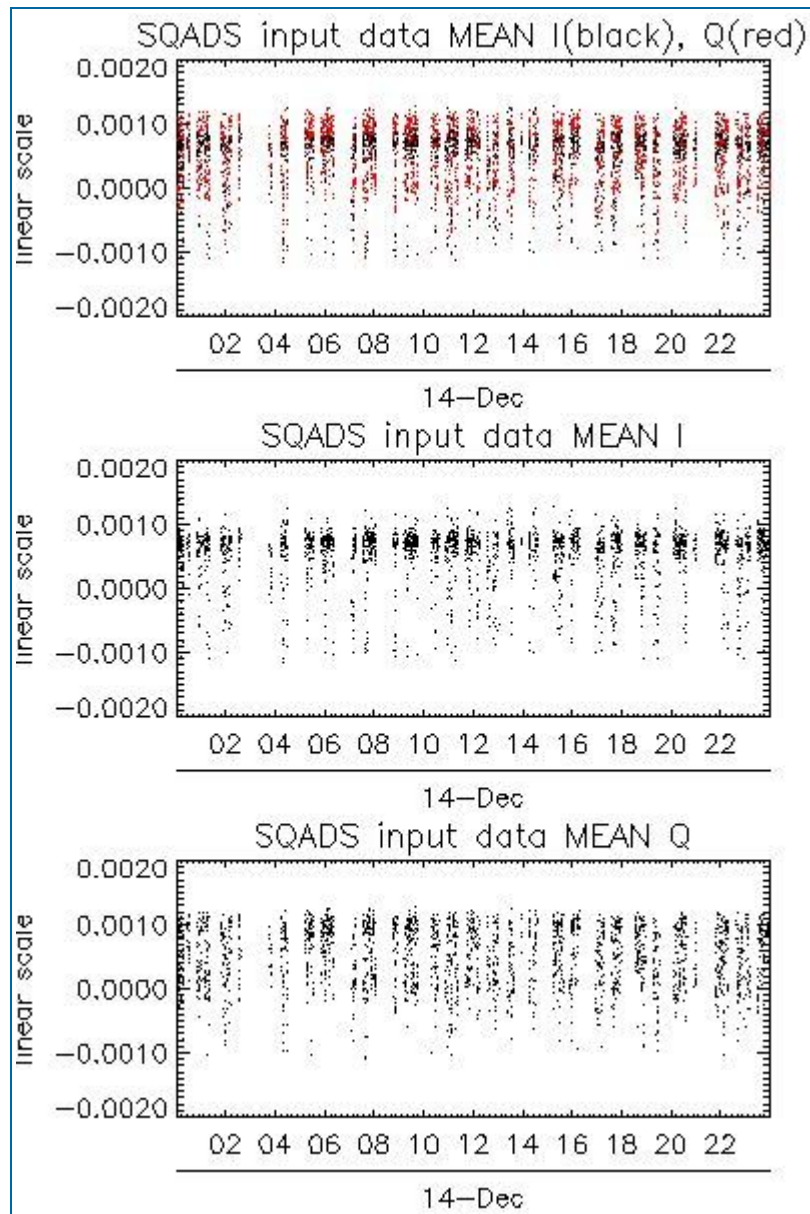 SQADS input data MEAN I(black), Q(red)
linear scale
0.0020
0.0010
0.0000
−0.0010
−0.0020
02 04 06 08 10 12 14 16 18 20 22
14−Dec
SQADS input data MEAN I
linear scale
0.0020
0.0010
0.0000
−0.0010
−0.0020
02 04 06 08 10 12 14 16 18 20 22
14−Dec
SQADS input data MEAN Q
linear scale
0.0020
0.0010
0.0000
−0.0010
−0.0020
02 04 06 08 10 12 14 16 18 20 22
14−Dec